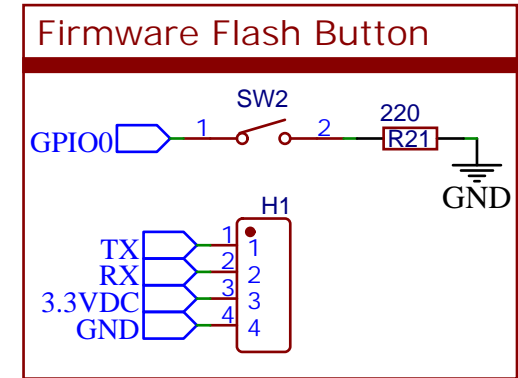 Firmware Flash Button
SW2
220
GPIO0 1 2 R21
GND
H1
TX 1 1
RX 2 2
3.3VDC 3 3
GND 4 4